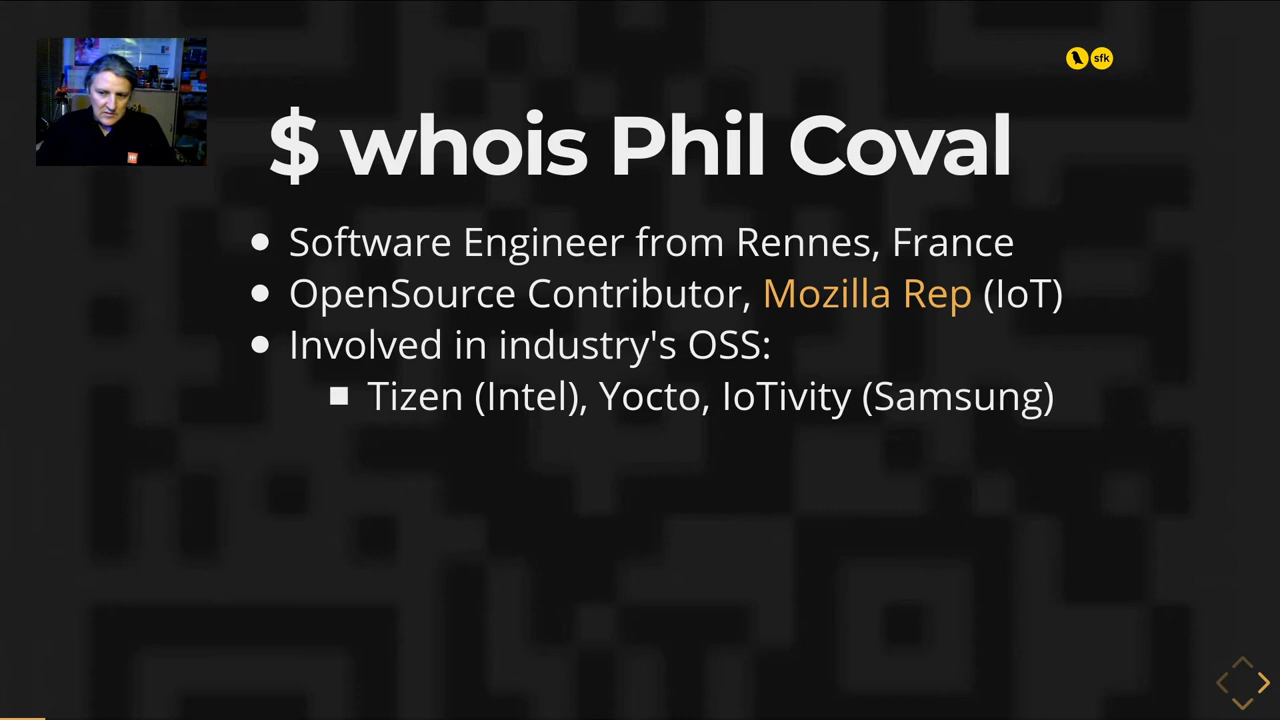 sfk
$ whois Phil Coval
Software Engineer from Rennes, France
OpenSource Contributor, Mozilla Rep (IoT)
Involved in industry's OSS:
Tizen (Intel), Yocto, IoTivity (Samsung)